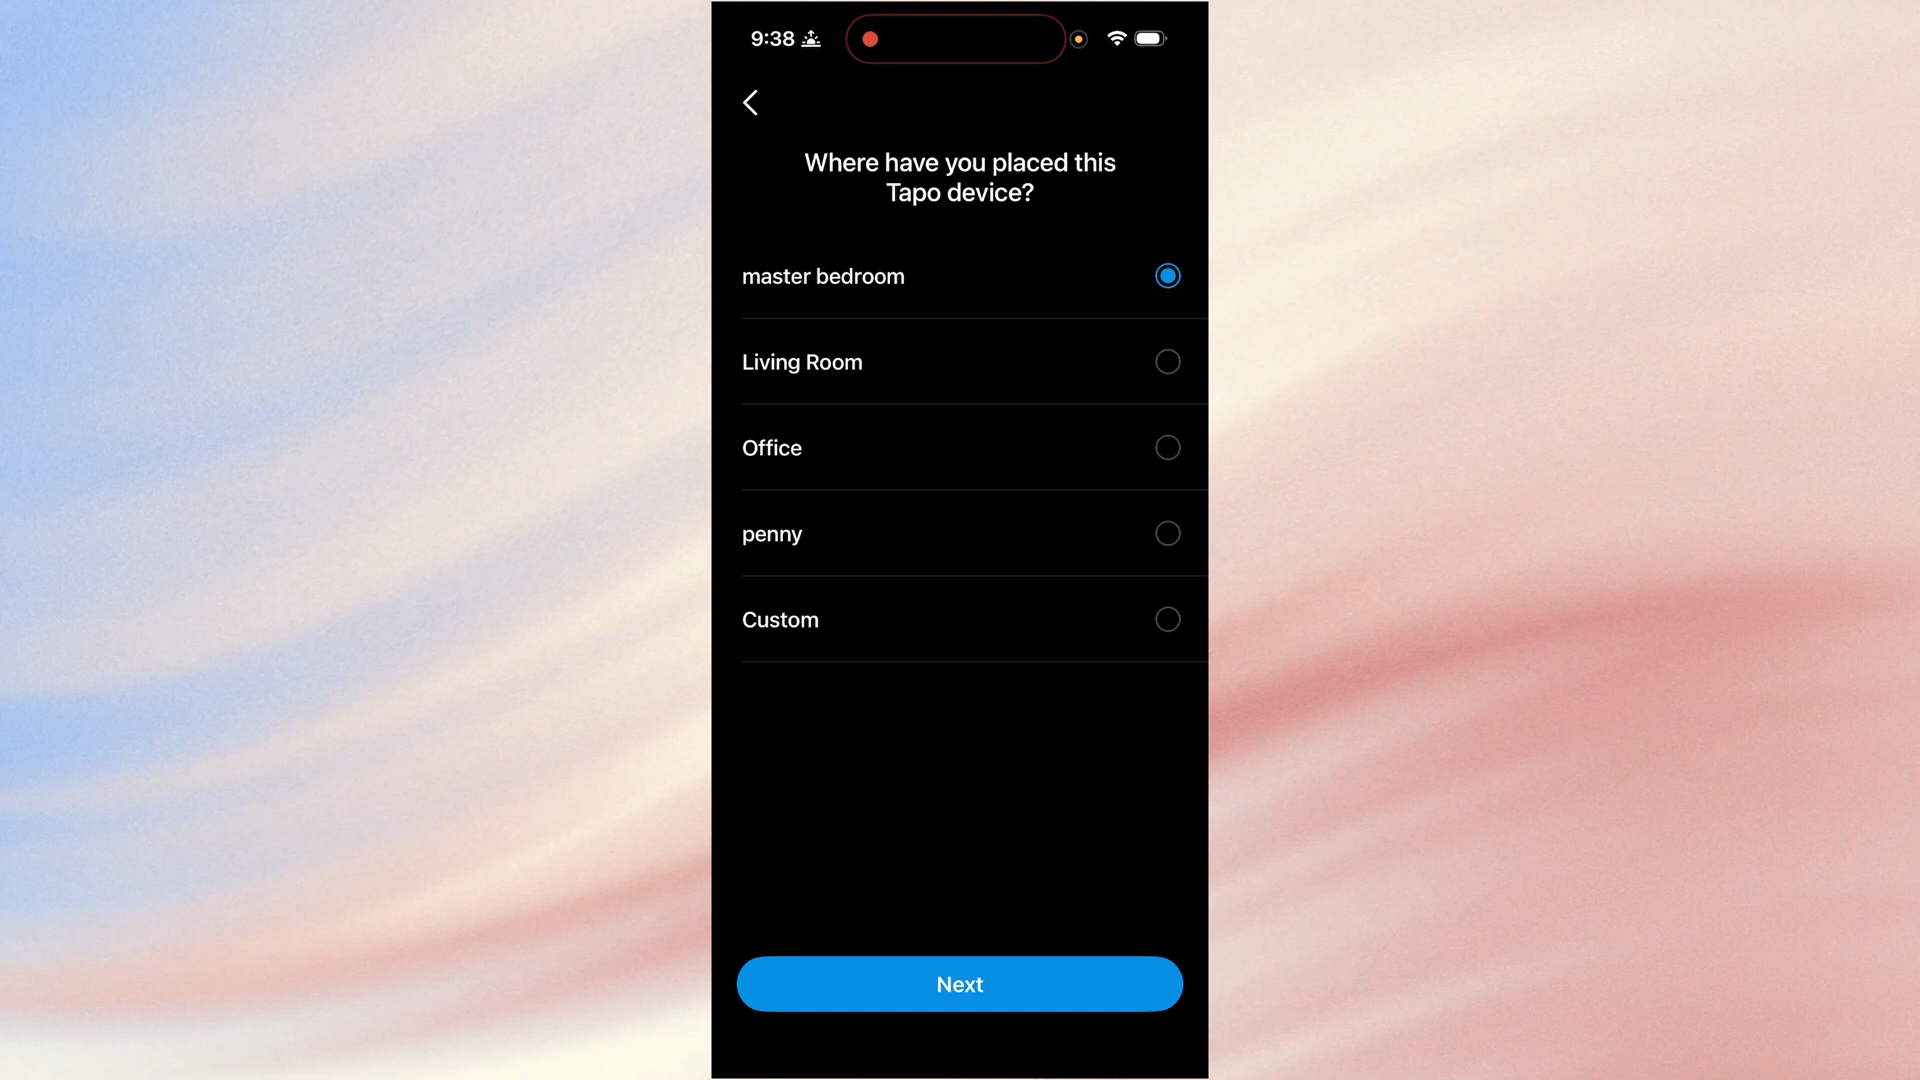 9:38
Where have you placed this
Tapo device?
master bedroom
Living Room
Office
penny
Custom
Next